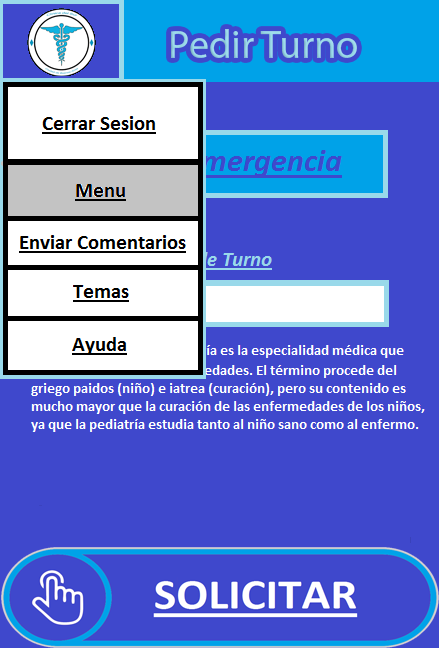 Pedir Turno
Cerrar Sesion
Menu
Enviar Comentarios
Temas
Ayuda
mergencia
de Turno
ía es la especialidad médica que
edades. El término procede del
griego paidos (niño) e iatrea (curación), pero su contenido es
mucho mayor que la curación de las enfermedades de los niños,
ya que la pediatría estudia tanto al niño sano como al enfermo.
SOLICITAR